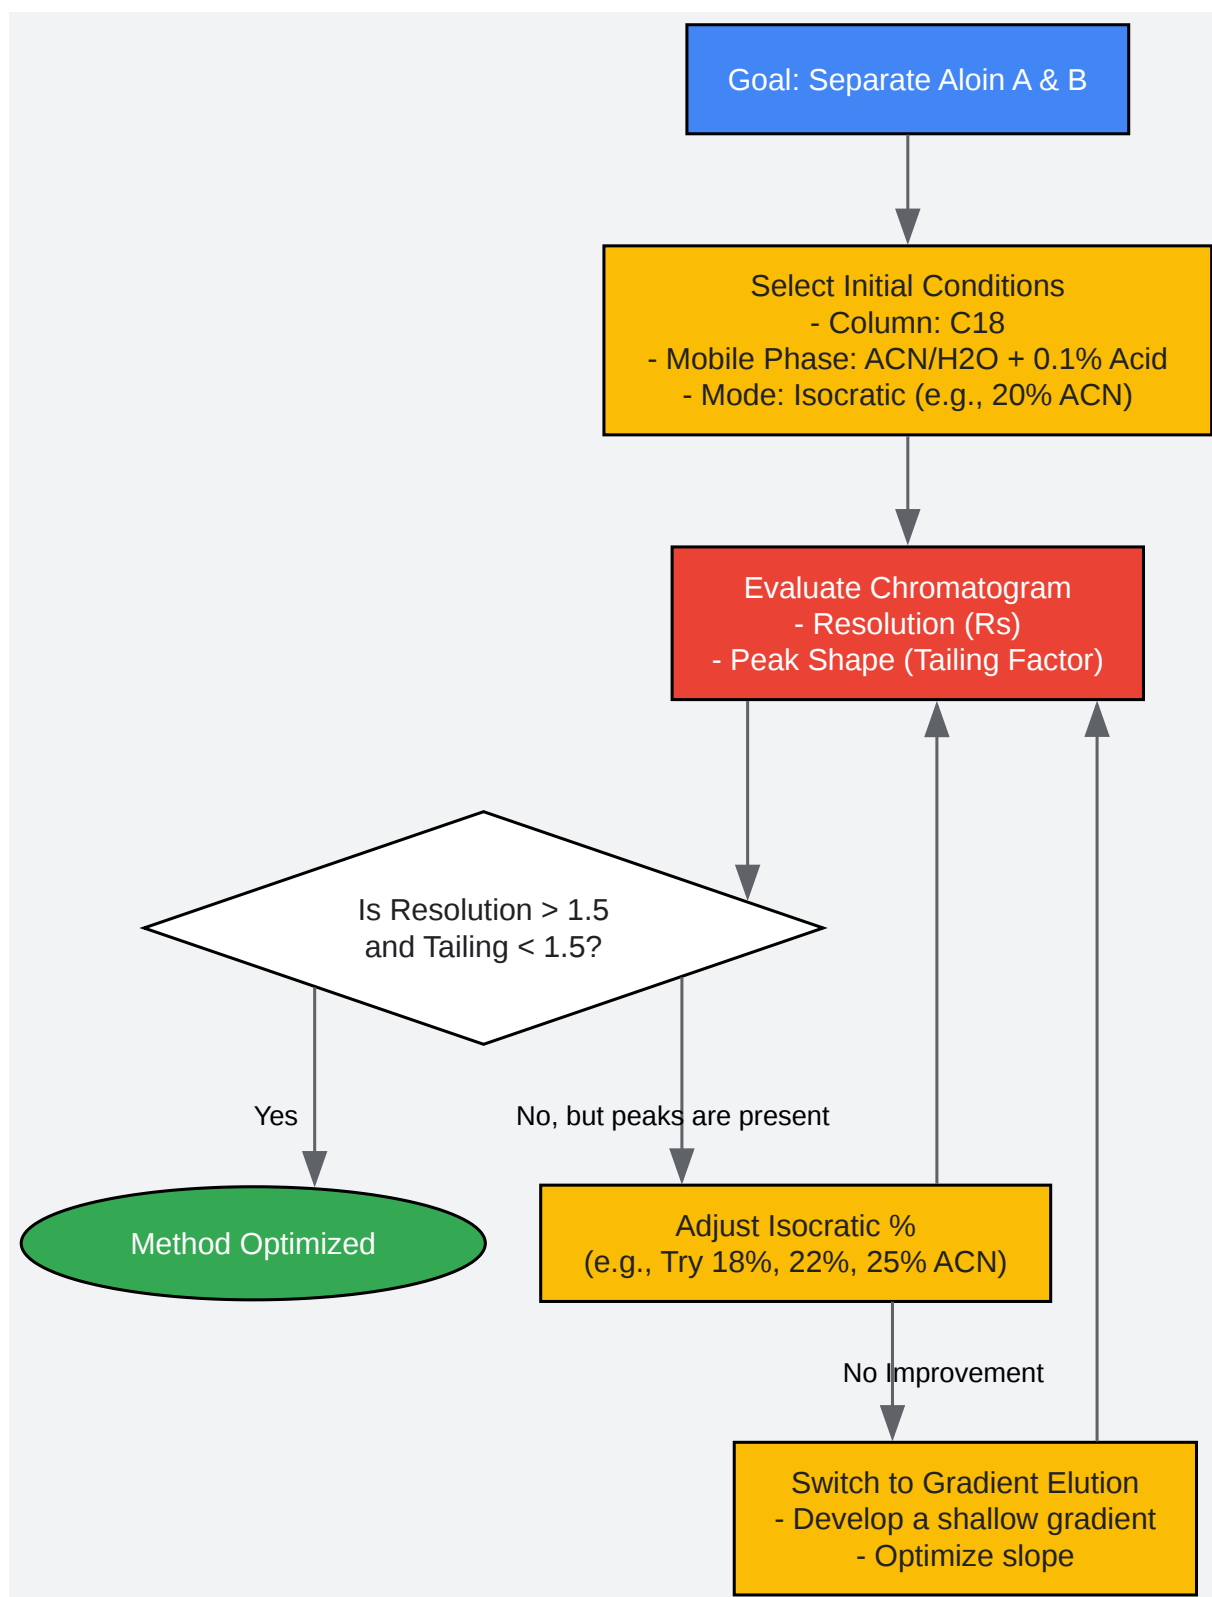 Goal: Separate Aloin A & B
Select Initial Conditions
- Column: C18
- Mobile Phase: ACN/H2O + 0.1% Acid
- Mode: Isocratic (e.g., 20% ACN)
Evaluate Chromatogram
- Resolution (Rs)
- Peak Shape (Tailing Factor)
Is Resolution > 1.5
and Tailing < 1.5?
Yes
No, but peaks are present
Method Optimized
Adjust Isocratic %
(e.g., Try 18%, 22%, 25% ACN)
No Improvement
Switch to Gradient Elution
- Develop a shallow gradient
- Optimize slope